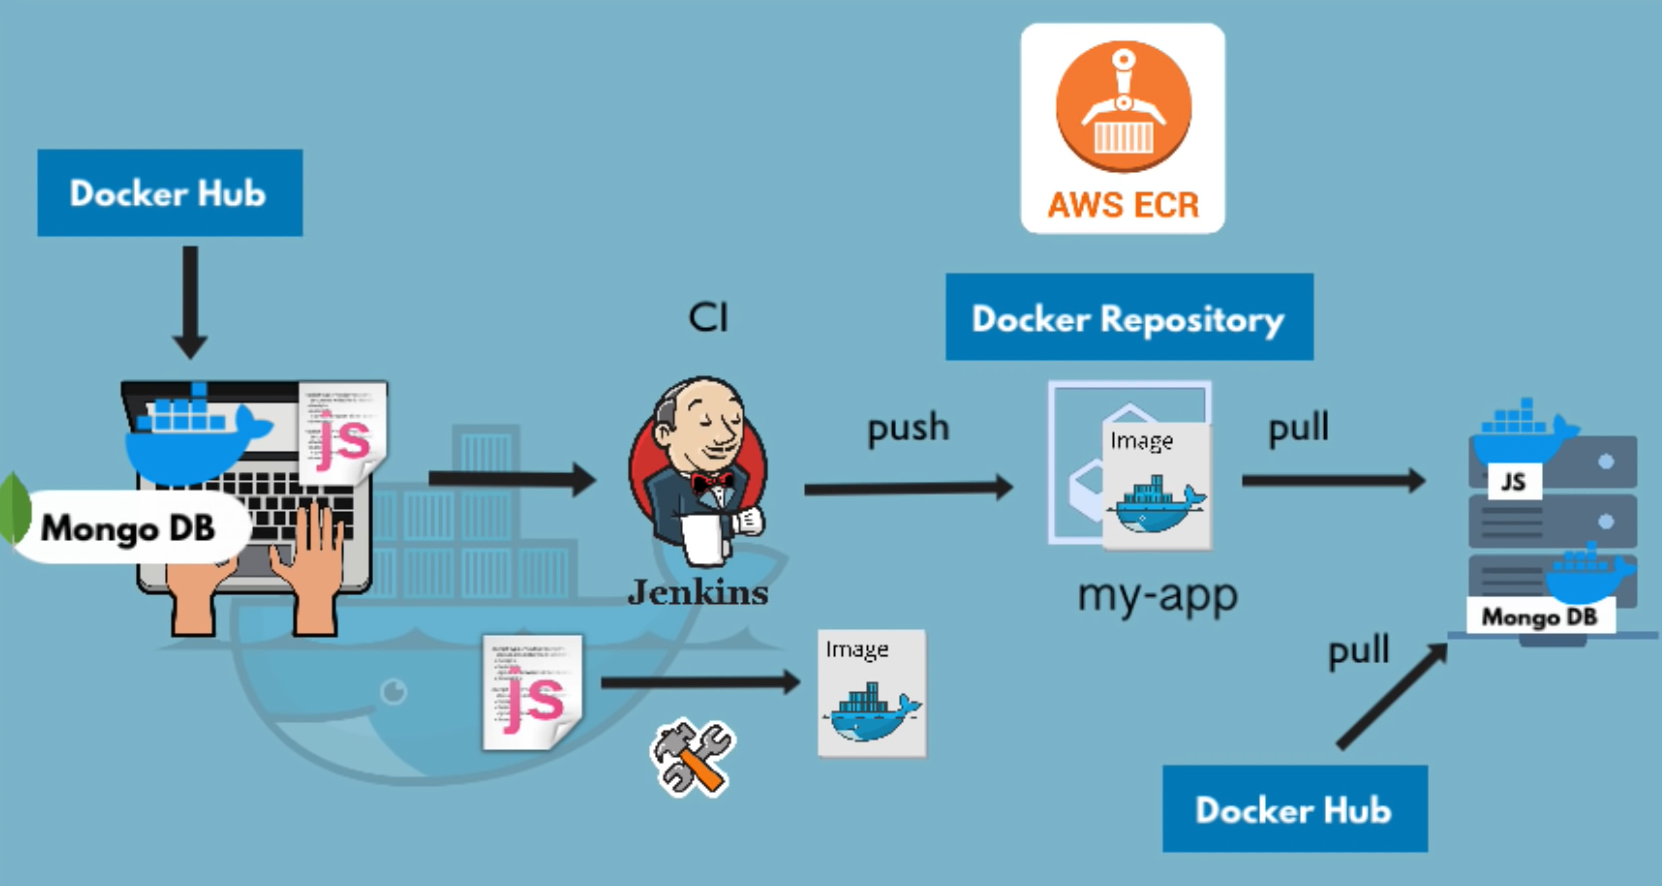 AWS ECR
Docker Hub
CI
Docker Repository
js
push
Image
pull
JS
Mongo DB
Jenkins
my-app
Mongo DB
pull
js
Image
Docker Hub